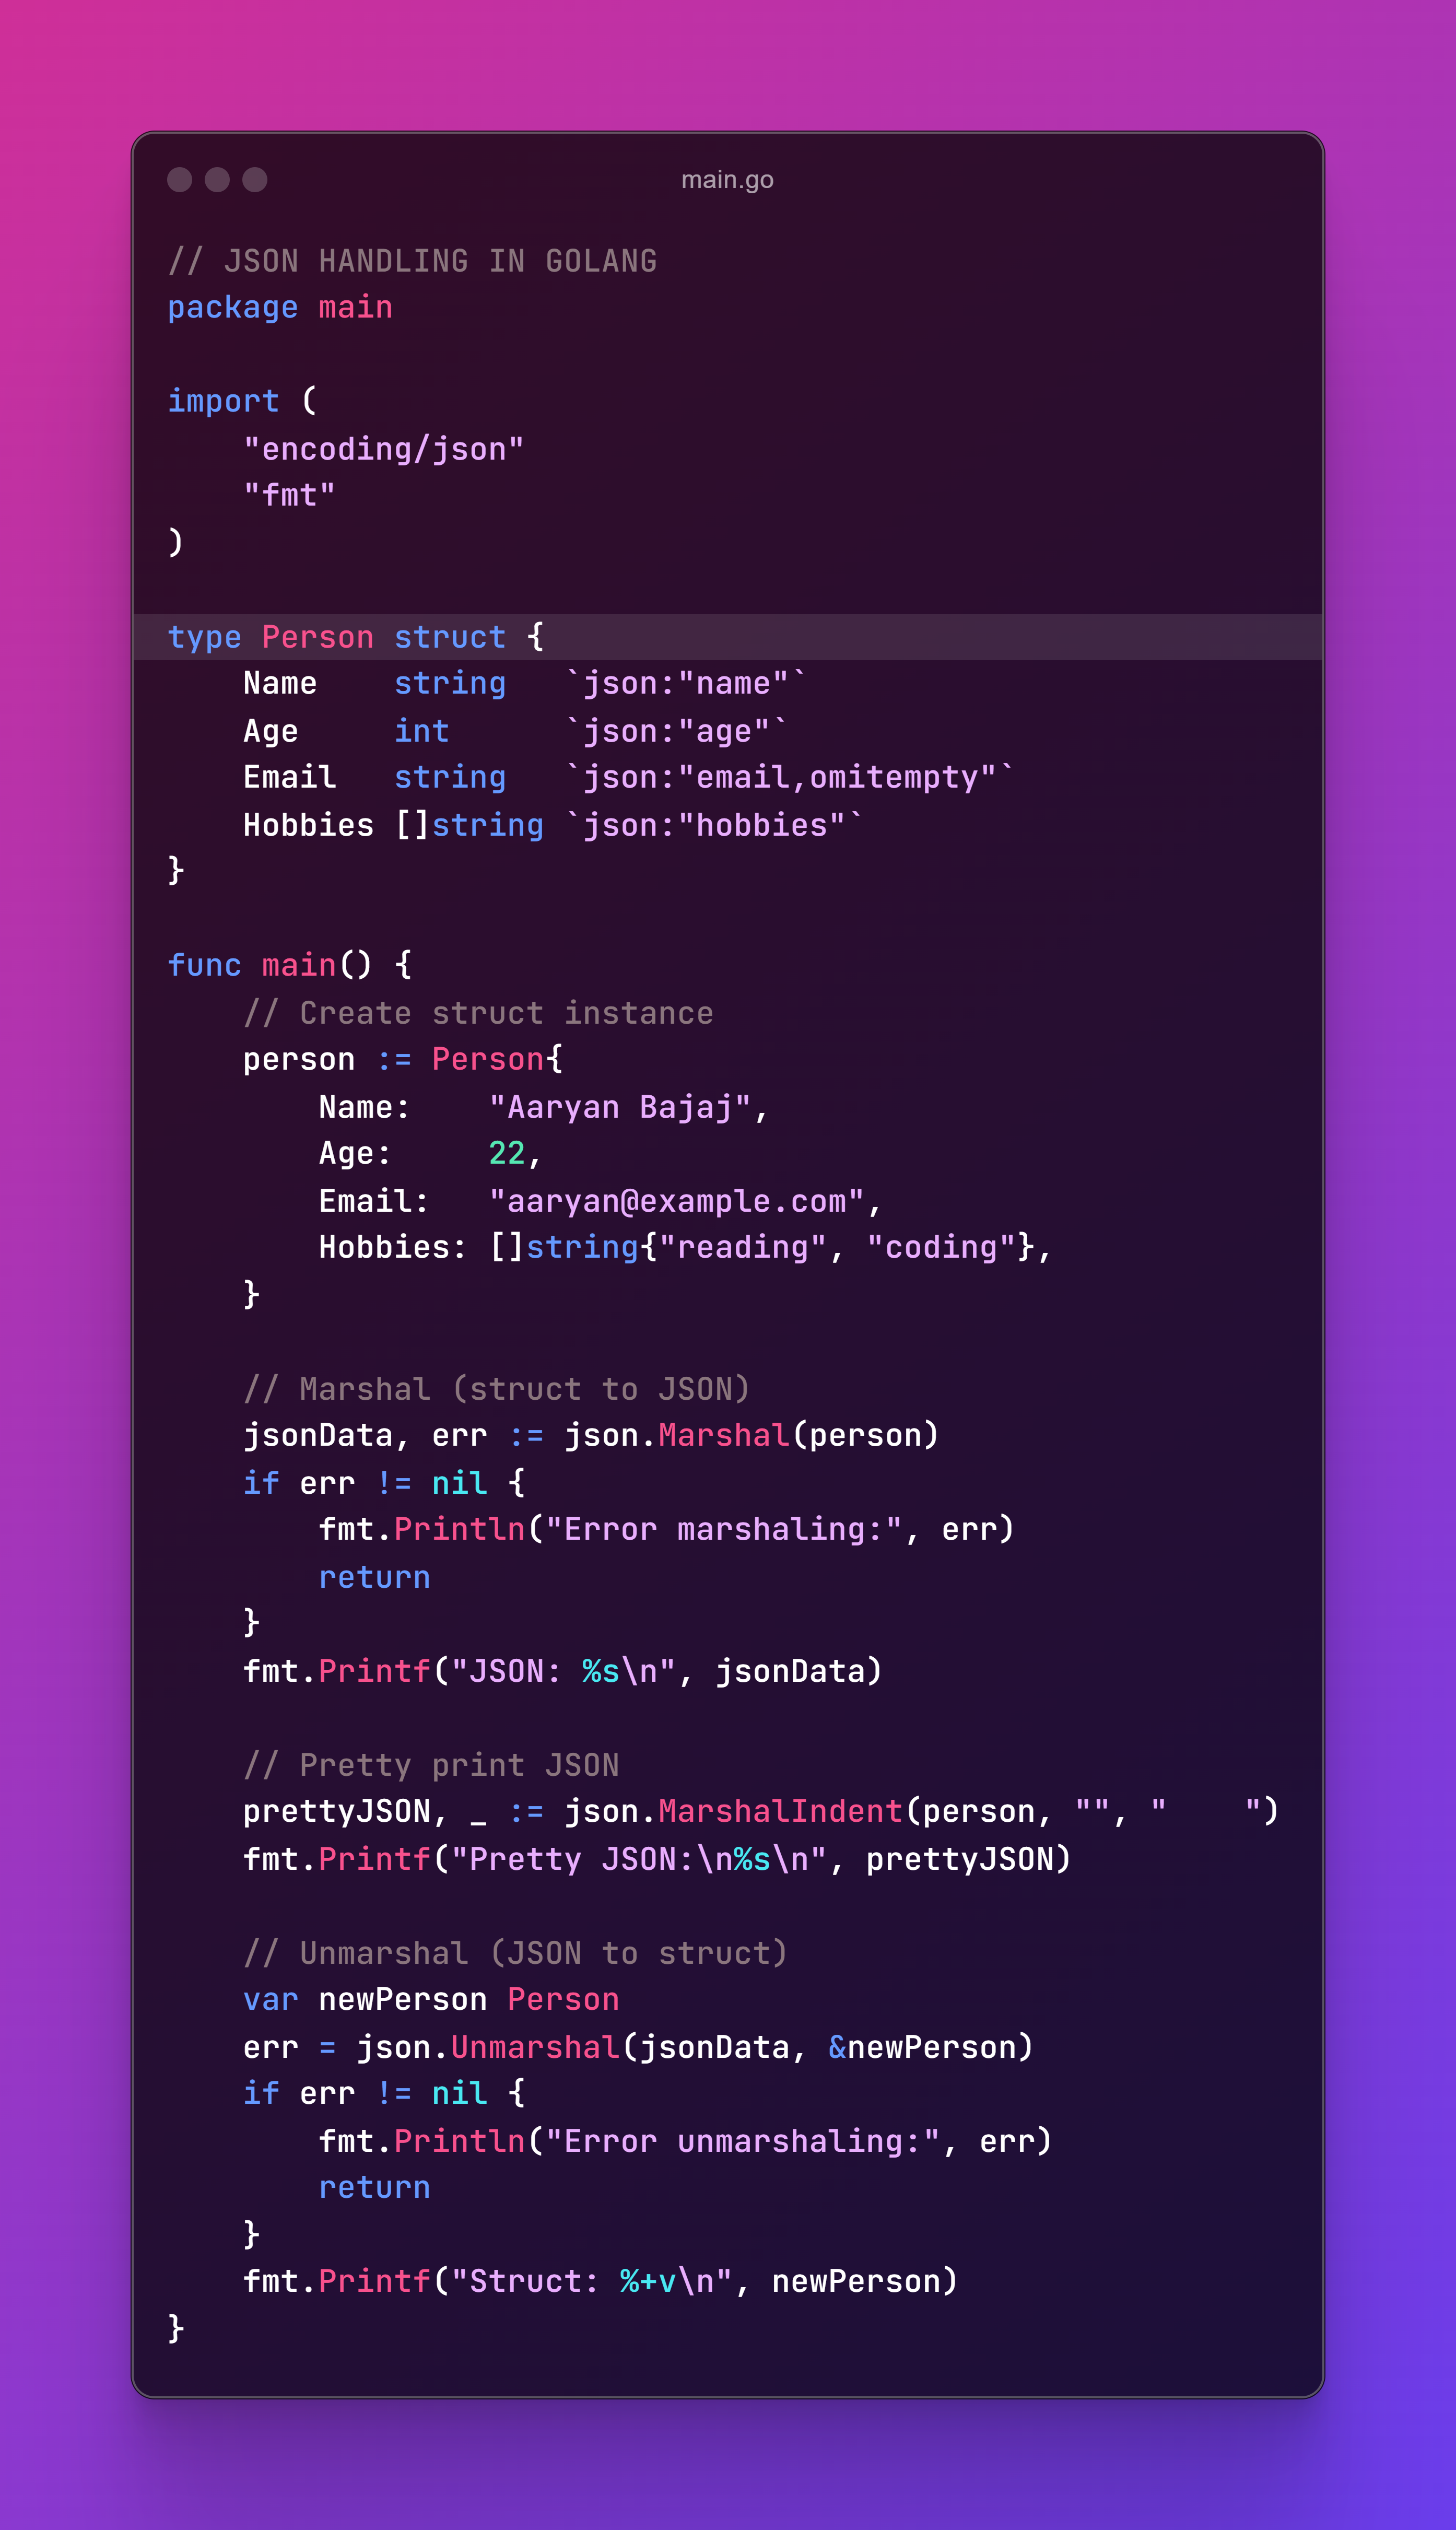 main.go
// JSON HANDLING IN GOLANG
package main

import (
    "encoding/json"
    "fmt"
)

type Person struct {
    Name    string   `json:"name"`
    Age     int      `json:"age"`
    Email   string   `json:"email,omitempty"`
    Hobbies []string `json:"hobbies"`
}

func main() {
    // Create struct instance
    person := Person{
        Name:    "Aaryan Bajaj",
        Age:     22,
        Email:   "aaryan@example.com",
        Hobbies: []string{"reading", "coding"},
    }

    // Marshal (struct to JSON)
    jsonData, err := json.Marshal(person)
    if err != nil {
        fmt.Println("Error marshaling:", err)
        return
    }
    fmt.Printf("JSON: %s\n", jsonData)

    // Pretty print JSON
    prettyJSON, _ := json.MarshalIndent(person, "", "    ")
    fmt.Printf("Pretty JSON:\n%s\n", prettyJSON)

    // Unmarshal (JSON to struct)
    var newPerson Person
    err = json.Unmarshal(jsonData, &newPerson)
    if err != nil {
        fmt.Println("Error unmarshaling:", err)
        return
    }
    fmt.Printf("Struct: %+v\n", newPerson)
}